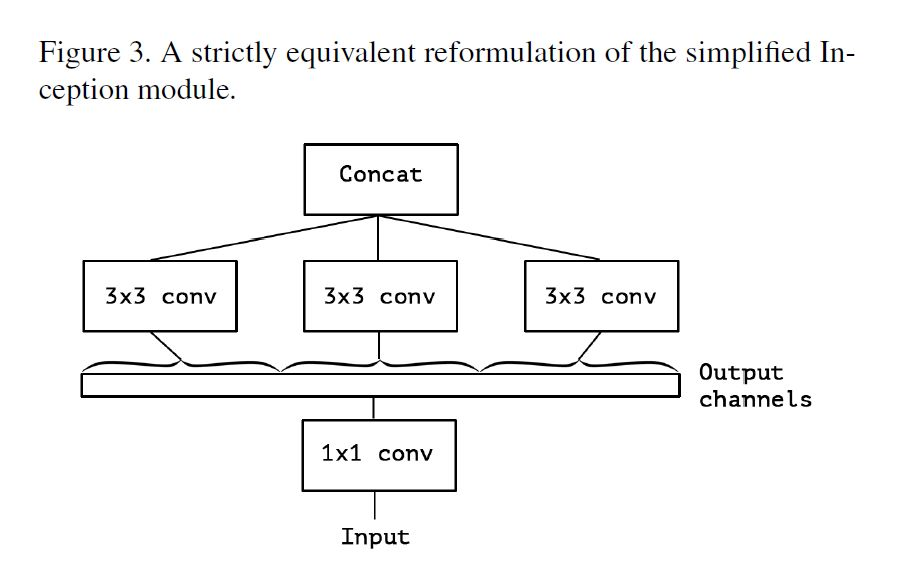 Figure 3. A strictly equivalent reformulation of the simplified In-
ception module.
Concat
3x3 conv
3x3 conv
3x3 conv
Output
channels
1x1 conv
Input